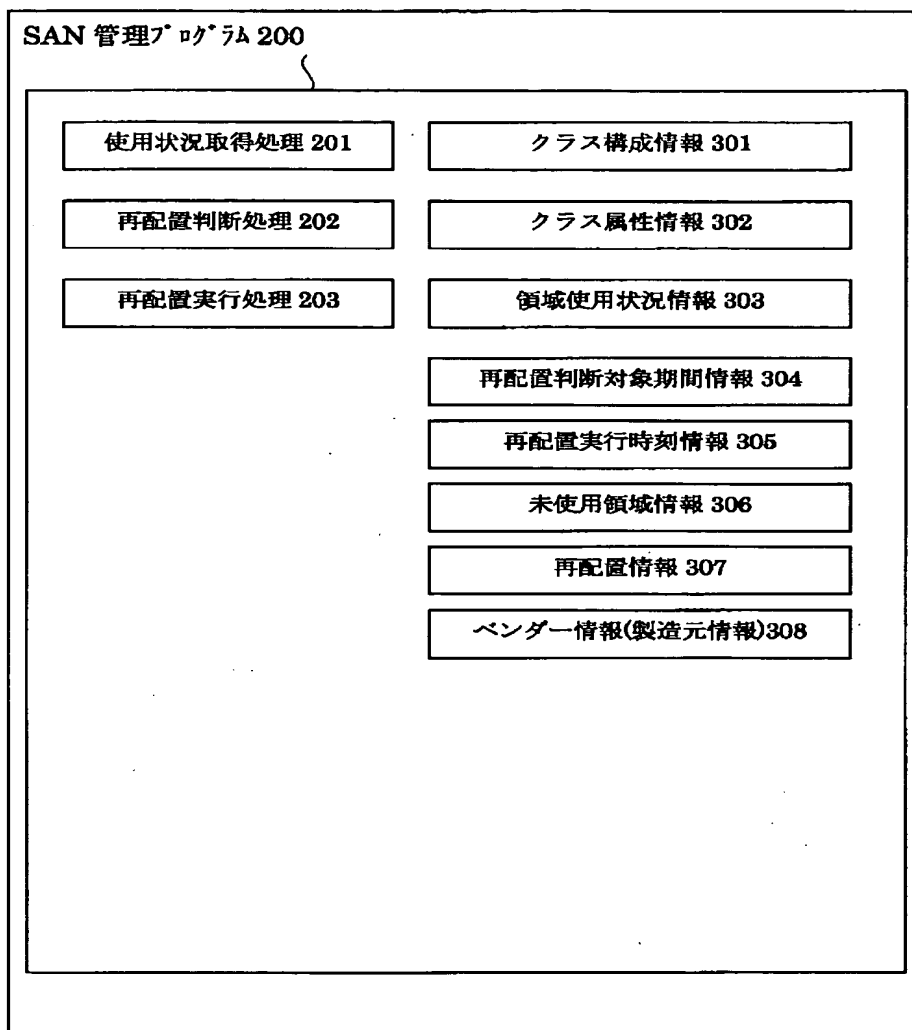 SAN 管理ﾌﾟﾛｸﾞﾗﾑ 200
使用状況取得処理 201
クラス構成情報 301
再配置判断処理 202
クラス属性情報 302
再配置実行処理 203
領域使用状況情報 303
再配置判断対象期間情報 304
再配置実行時刻情報 305
未使用領域情報 306
再配置情報 307
ベンダー情報(製造元情報)308